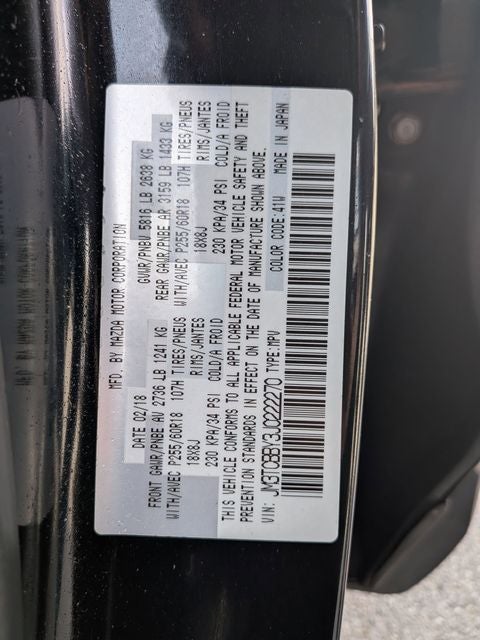 MFD. BY MAZDA MOTOR CORPORATION
DATE 02/18 GVWR/PNBV 5816 LB 2638 KG
FRONT GAWR/PNBE AV 2736 LB 1241 KG REAR GAWR/PNBE AR 3159 LB 1433 KG
WITH/AVEC P255/60R18 107H TIRES/PNEUS WITH/AVEC P255/60R18 107H TIRES/PNEUS
18X8J RIMS/JANTES 18X8J RIMS/JANTES
230 KPA/34 PSI COLD/A FROID 230 KPA/34 PSI COLD/A FROID
THIS VEHICLE CONFORMS TO ALL APPLICABLE FEDERAL MOTOR VEHICLE SAFETY AND THEFT
PREVENTION STANDARDS IN EFFECT ON THE DATE OF MANUFACTURE SHOWN ABOVE.
VIN: JM3TCBBY3J0222270 TYPE:MPV COLOR CODE:41W MADE IN JAPAN